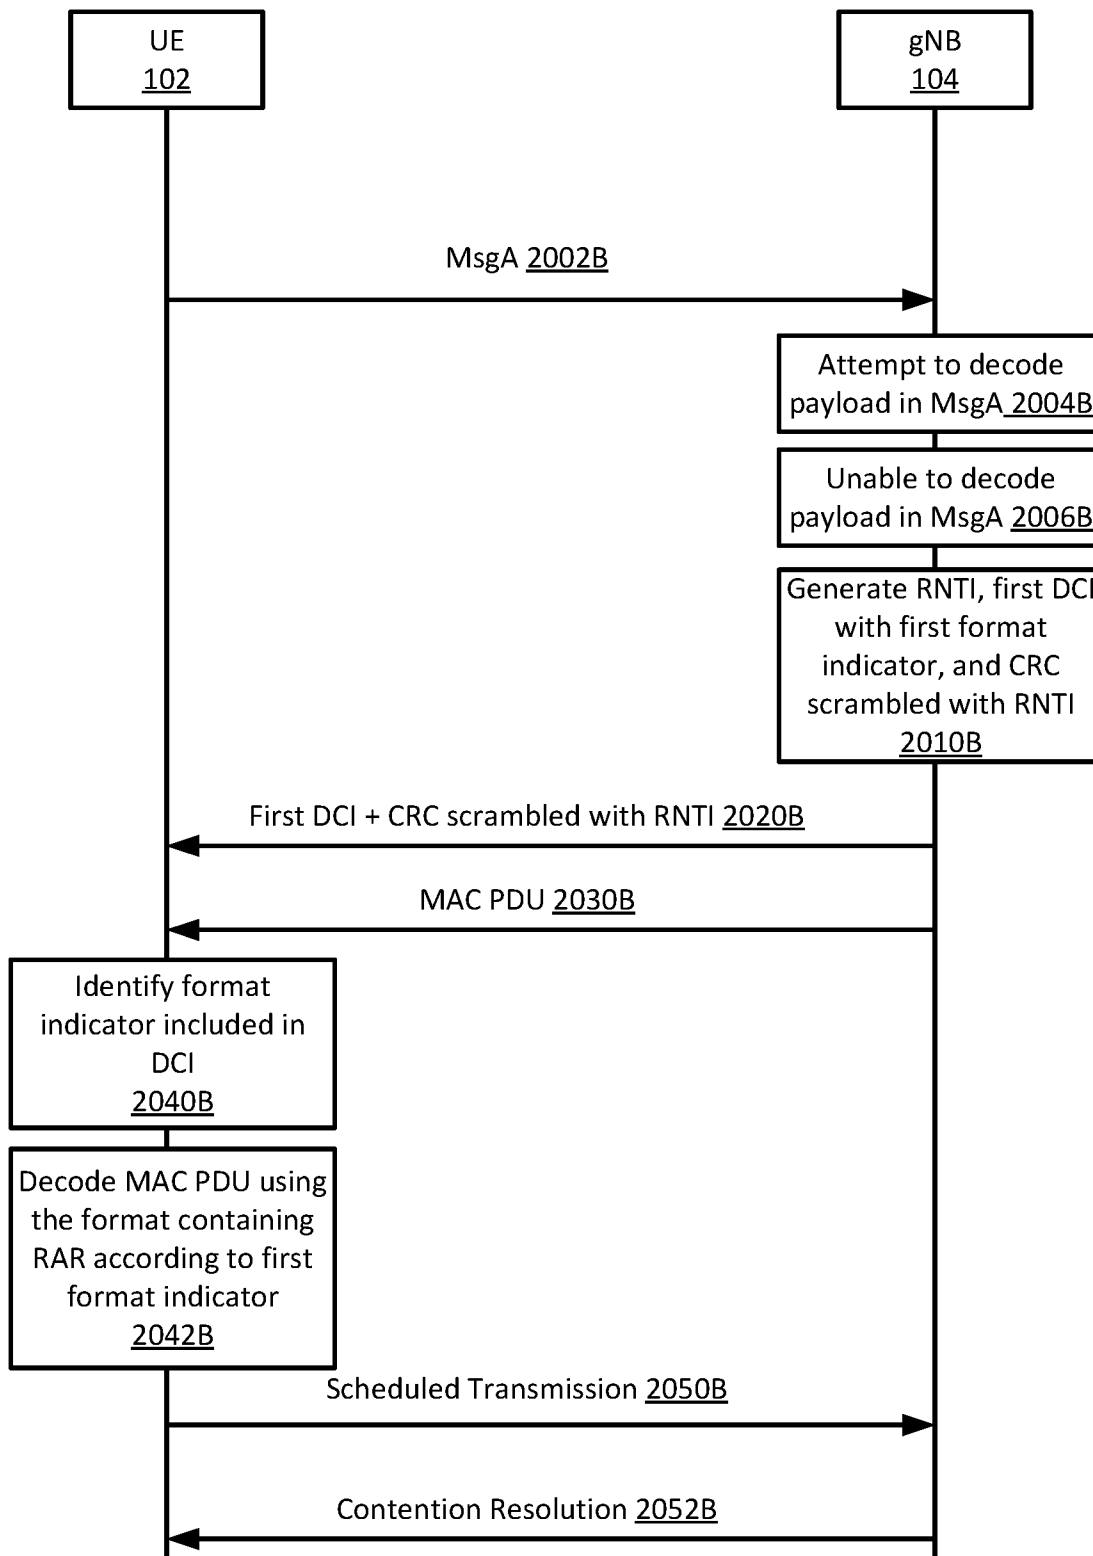 UE
102
gNB
104
MsgA 2002B
Attempt to decode
payload in MsgA 2004B
Unable to decode
payload in MsgA 2006B
Generate RNTI, first DCI
with first format
indicator, and CRC
scrambled with RNTI
2010B
First DCI + CRC scrambled with RNTI 2020B
MAC PDU 2030B
Identify format
indicator included in
DCI
2040B
Decode MAC PDU using
the format containing
RAR according to first
format indicator
2042B
Scheduled Transmission 2050B
Contention Resolution 2052B